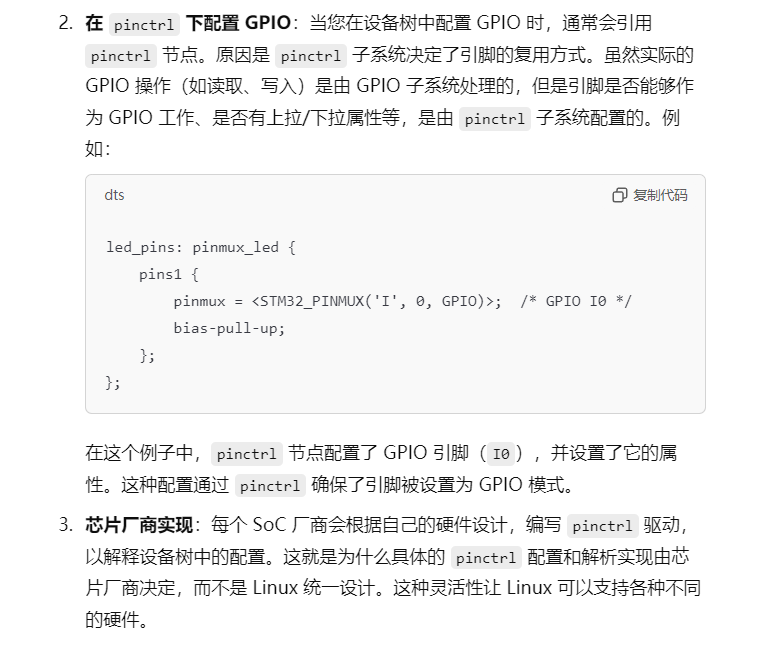 2. 在 pinctrl 下配置 GPIO：当您在设备树中配置 GPIO 时，通常会引用
pinctrl 节点。原因是 pinctrl 子系统决定了引脚的复用方式。虽然实际的
GPIO 操作（如读取、写入）是由 GPIO 子系统处理的，但是引脚是否能够作
为 GPIO 工作、是否有上拉/下拉属性等，是由 pinctrl 子系统配置的。例
如：
dts 复制代码
led_pins: pinmux_led {
    pins1 {
        pinmux = <STM32_PINMUX('I', 0, GPIO)>;  /* GPIO I0 */
        bias-pull-up;
    };
};
在这个例子中，pinctrl 节点配置了 GPIO 引脚（I0），并设置了它的属
性。这种配置通过 pinctrl 确保了引脚被设置为 GPIO 模式。
3. 芯片厂商实现：每个 SoC 厂商会根据自己的硬件设计，编写 pinctrl 驱动，
以解释设备树中的配置。这就是为什么具体的 pinctrl 配置和解析实现由芯
片厂商决定，而不是 Linux 统一设计。这种灵活性让 Linux 可以支持各种不同
的硬件。